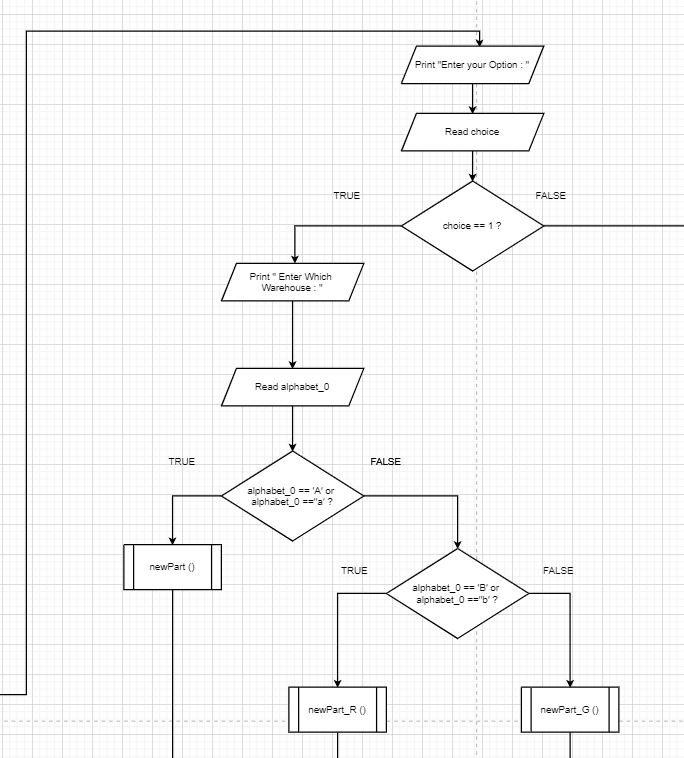 Print "Enter your Option : "
Read choice
TRUE
FALSE
choice == 1 ?
Print " Enter Which
Warehouse : "
Read alphabet_0
TRUE
FALSE
alphabet_0 == 'A' or
alphabet_0 =="a' ?
newPart ()
TRUE
FALSE
alphabet_0 == 'B' or
alphabet_0 =="b' ?
newPart_R ()
newPart_G ()